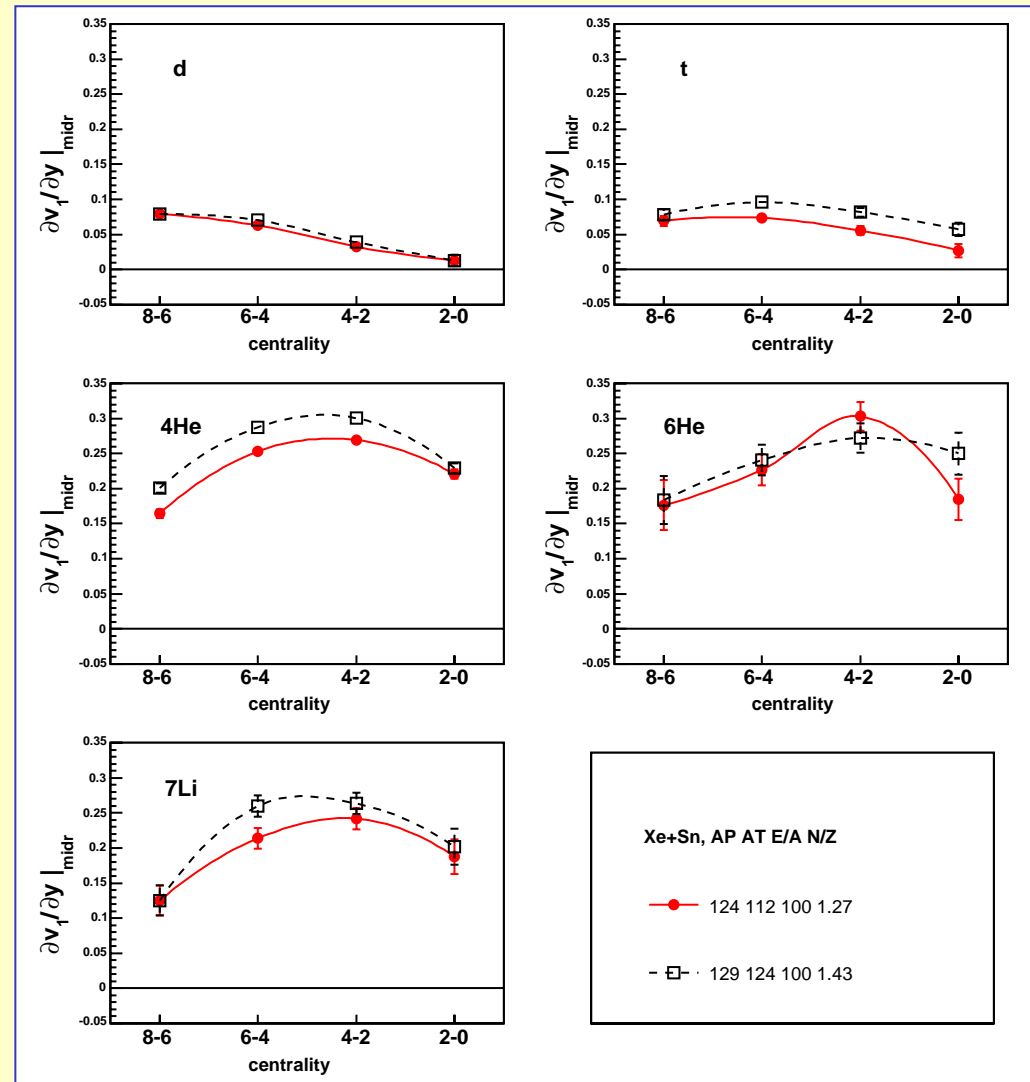 0.35
0.3
0.25
0.2
0.15
0.1
0.05
0
-0.05
d
∂v1/∂y |midr
8-6 6-4 4-2 2-0
centrality
0.35
0.3
0.25
0.2
0.15
0.1
0.05
0
-0.05
t
∂v1/∂y |midr
8-6 6-4 4-2 2-0
centrality
0.35
0.3
0.25
0.2
0.15
0.1
0.05
0
-0.05
4He
∂v1/∂y |midr
8-6 6-4 4-2 2-0
centrality
0.35
0.3
0.25
0.2
0.15
0.1
0.05
0
-0.05
6He
∂v1/∂y |midr
8-6 6-4 4-2 2-0
centrality
0.35
0.3
0.25
0.2
0.15
0.1
0.05
0
-0.05
7Li
∂v1/∂y |midr
8-6 6-4 4-2 2-0
centrality
Xe+Sn, AP AT E/A N/Z
124 112 100 1.27
129 124 100 1.43